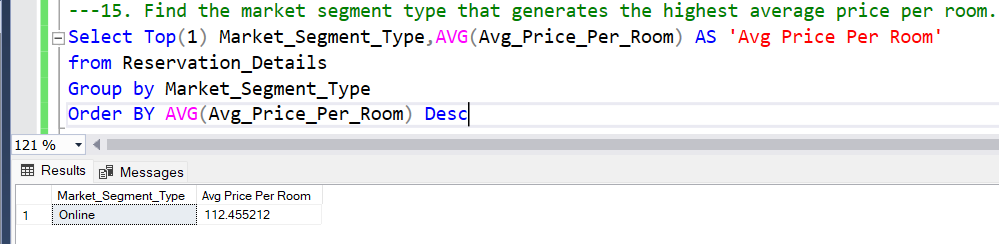 ---15. Find the market segment type that generates the highest average price per room.
Select Top(1) Market_Segment_Type,AVG(Avg_Price_Per_Room) AS 'Avg Price Per Room'
from Reservation_Details
Group by Market_Segment_Type
Order BY AVG(Avg_Price_Per_Room) Desc
121 %
Results Messages
Market_Segment_Type Avg Price Per Room
1 Online 112.455212